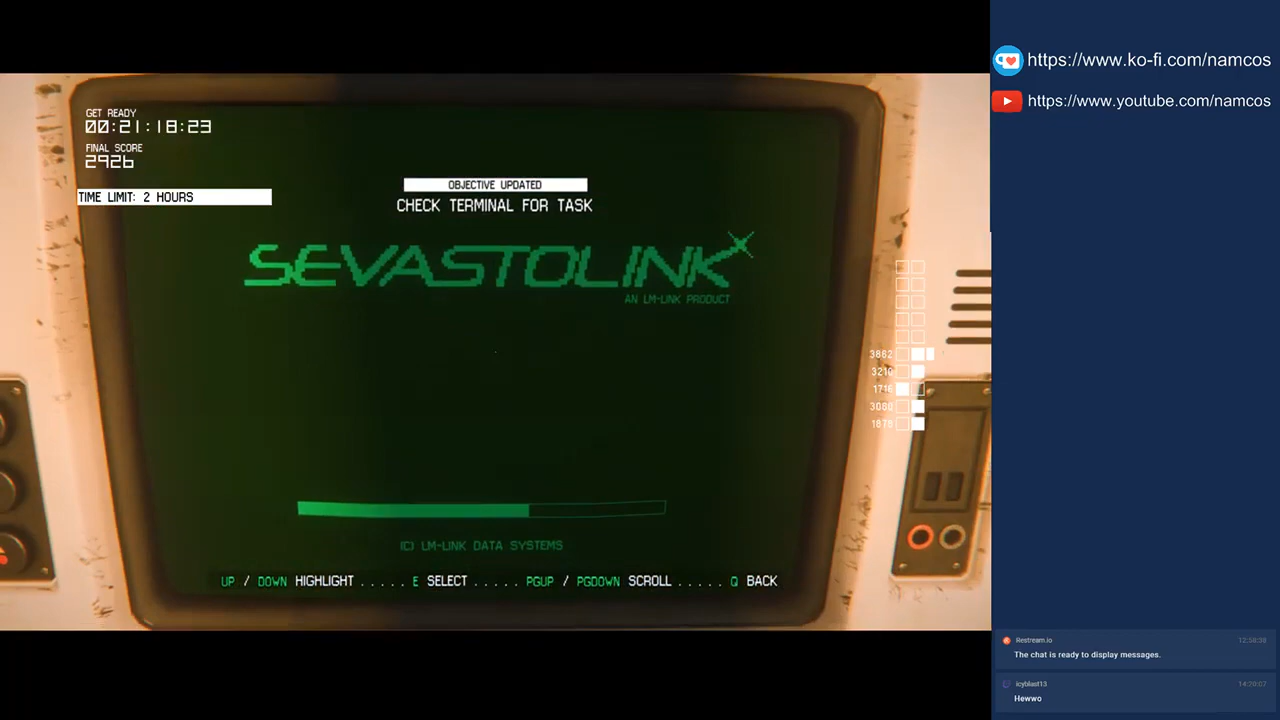 GET READY
00:21:18:23
FINAL SCORE
2926
TIME LIMIT: 2 HOURS
OBJECTIVE UPDATED
CHECK TERMINAL FOR TASK
SEVASTOLINK
AN LM-LINK PRODUCT
3862
3210
1716
3080
1878
(C) LM-LINK DATA SYSTEMS
UP / DOWN HIGHLIGHT ..... E SELECT ..... PGUP / PGDOWN SCROLL ..... Q BACK
https://www.ko-fi.com/namcos
https://www.youtube.com/namcos
Restream.io 12:58:38
The chat is ready to display messages.
icyblast13 14:20:07
Hewwo